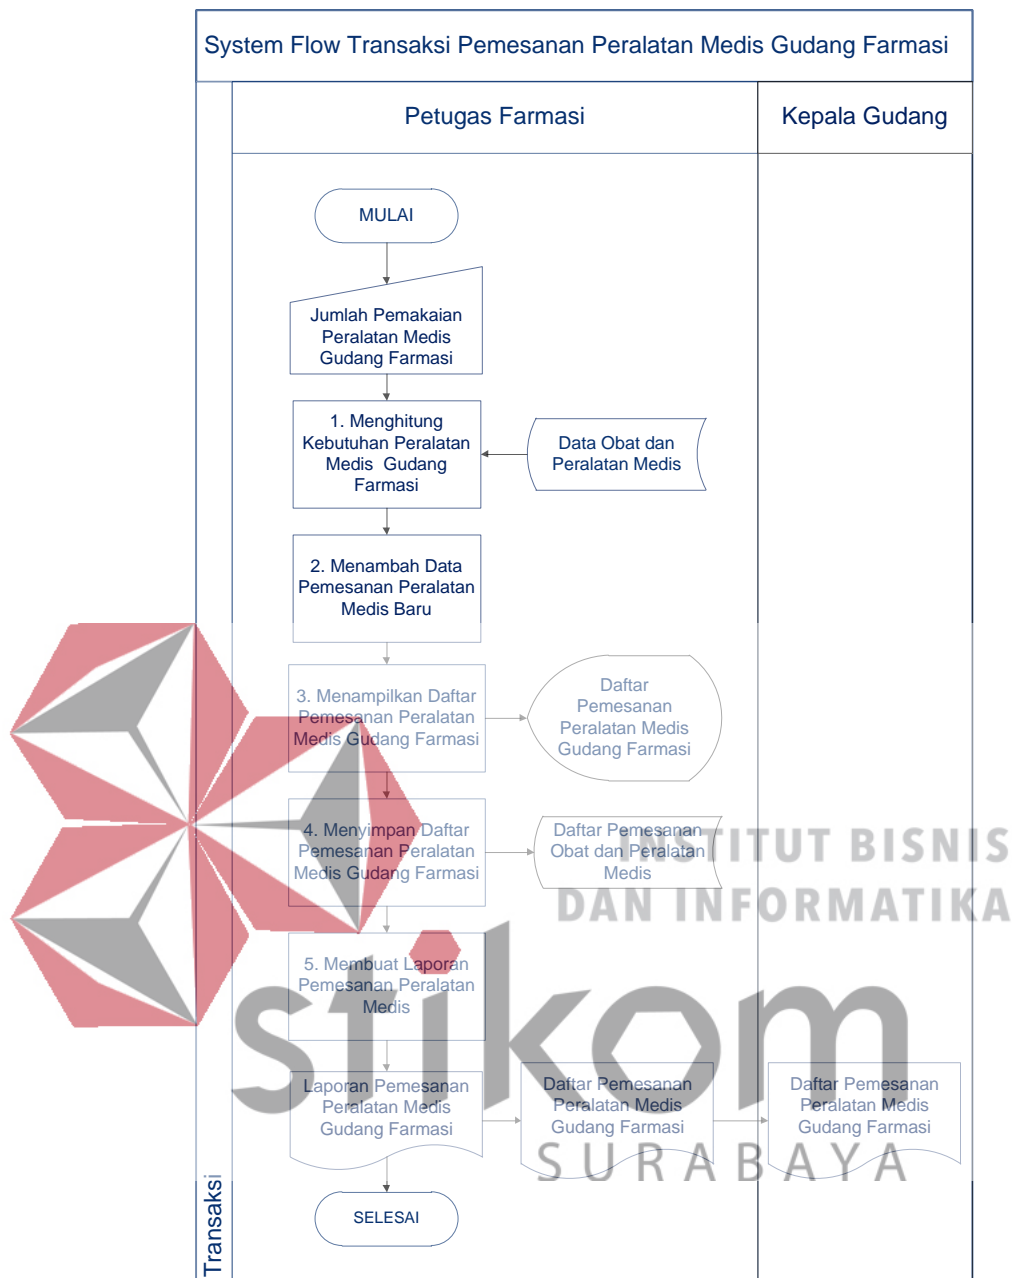 System Flow Transaksi Pemesanan Peralatan Medis Gudang Farmasi
Petugas Farmasi
Kepala Gudang
MULAI
Jumlah Pemakaian
Peralatan Medis
Gudang Farmasi
1. Menghitung
Kebutuhan Peralatan
Medis Gudang
Farmasi
Data Obat dan
Peralatan Medis
2. Menambah Data
Pemesanan Peralatan
Medis Baru
3. Menampilkan Daftar
Pemesanan Peralatan
Medis Gudang Farmasi
Daftar
Pemesanan
Peralatan Medis
Gudang Farmasi
4. Menyimpan Daftar
Pemesanan Peralatan
Medis Gudang Farmasi
Daftar Pemesanan
Obat dan Peralatan
Medis
INSTITUT BISNIS
DAN INFORMATIKA
5. Membuat Laporan
Pemesanan Peralatan
Medis
stikom
Laporan Pemesanan
Peralatan Medis
Gudang Farmasi
Daftar Pemesanan
Peralatan Medis
Gudang Farmasi
Daftar Pemesanan
Peralatan Medis
Gudang Farmasi
SURABAYA
SELESAI
Transaksi